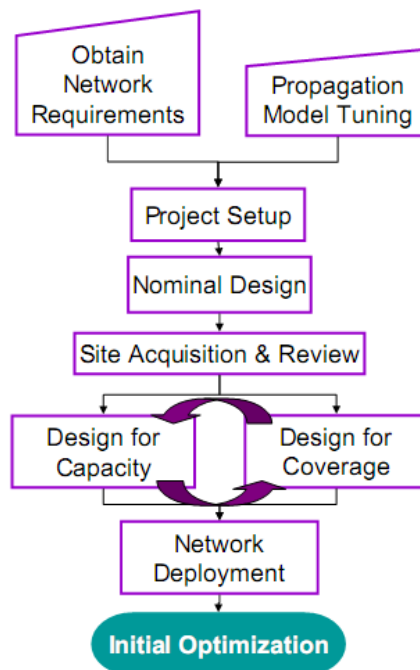 Obtain
Network
Requirements
Propagation
Model Tuning
Project Setup
Nominal Design
Site Acquisition & Review
Design for
Capacity
Design for
Coverage
Network
Deployment
Initial Optimization